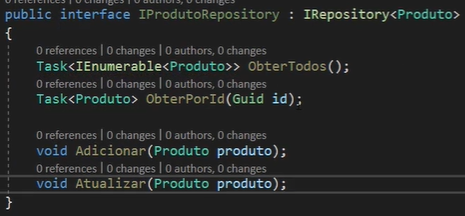 0 references | 0 changes | 0 authors, 0 changes
public interface IProdutoRepository : IRepository<Produto>
{
0 references | 0 changes | 0 authors, 0 changes
Task<IEnumerable<Produto>> ObterTodos();
0 references | 0 changes | 0 authors, 0 changes
Task<Produto> ObterPorId(Guid id);
0 references | 0 changes | 0 authors, 0 changes
void Adicionar(Produto produto);
0 references | 0 changes | 0 authors, 0 changes
void Atualizar(Produto produto);
}